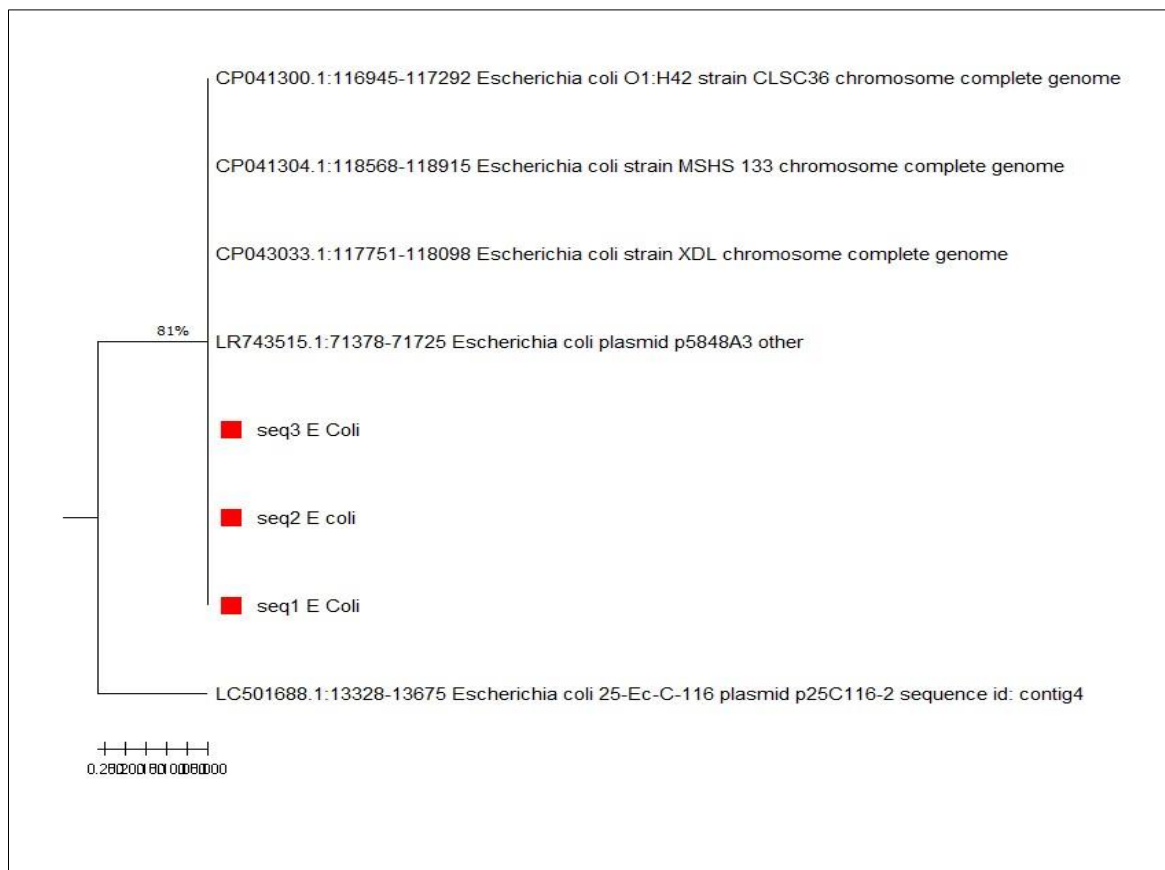 CP041300.1:116945-117292 Escherichia coli O1:H42 strain CLSC36 chromosome complete genome
CP041304.1:118568-118915 Escherichia coli strain MSHS 133 chromosome complete genome
CP043033.1:117751-118098 Escherichia coli strain XDL chromosome complete genome
81%
LR743515.1:71378-71725 Escherichia coli plasmid p5848A3 other
seq3 E Coli
seq2 E coli
seq1 E Coli
LC501688.1:13328-13675 Escherichia coli 25-Ec-C-116 plasmid p25C116-2 sequence id: contig4